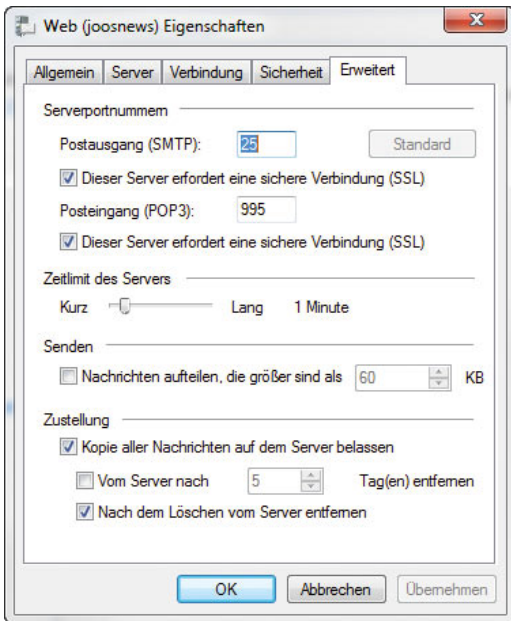 Web (joosnews) Eigenschaften
Allgemein Server Verbindung Sicherheit Erweitert
Serverportnummern
Postausgang (SMTP): 25 Standard
Dieser Server erfordert eine sichere Verbindung (SSL)
Posteingang (POP3): 995
Dieser Server erfordert eine sichere Verbindung (SSL)
Zeitlimit des Servers
Kurz Lang 1 Minute
Senden
Nachrichten aufteilen, die größer sind als 60 KB
Zustellung
Kopie aller Nachrichten auf dem Server belassen
Vom Server nach 5 Tag(en) entfernen
Nach dem Löschen vom Server entfernen
OK Abbrechen Übernehmen